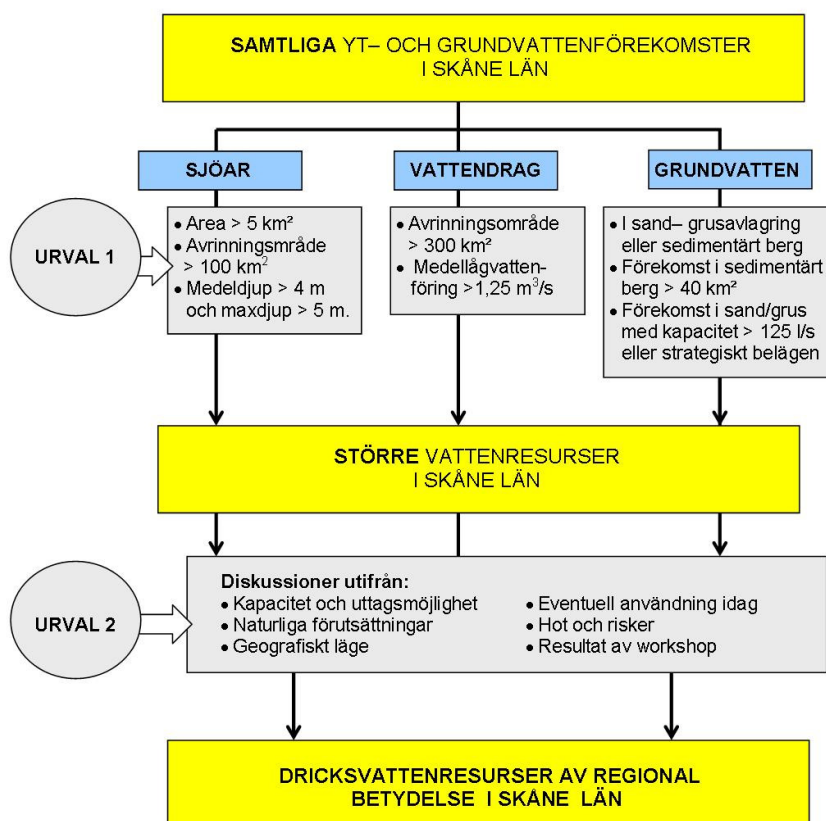 SAMTLIGA YT– OCH GRUNDVATTENFÖREKOMSTER
I SKÅNE LÄN
SJÖAR
VATTENDRAG
GRUNDVATTEN
URVAL 1
• Area > 5 km²
• Avrinningsmråde
> 100 km²
• Medeldjup > 4 m
och maxdjup > 5 m.
• Avrinningsområde
> 300 km²
• Medellågvatten-
föring >1,25 m³/s
• I sand– grusavlagring
eller sedimentärt berg
• Förekomst i sedimentärt
berg > 40 km²
• Förekomst i sand/grus
med kapacitet > 125 l/s
eller strategiskt belägen
STÖRRE VATTENRESURSER
I SKÅNE LÄN
URVAL 2
Diskussioner utifrån:
• Kapacitet och uttagsmöjlighet
• Naturliga förutsättningar
• Geografiskt läge
• Eventuell användning idag
• Hot och risker
• Resultat av workshop
DRICKSVATTENRESURSER AV REGIONAL
BETYDELSE I SKÅNE LÄN